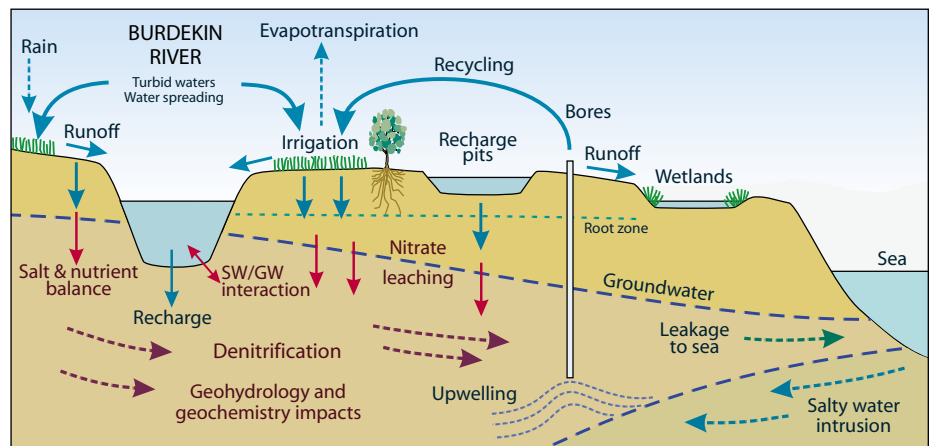 BURDEKIN
RIVER
Evapotranspiration
Rain
Turbid waters
Water spreading
Recycling
Bores
Runoff
Irrigation
Recharge
pits
Runoff
Wetlands
Root zone
Nitrate
leaching
Sea
Salt & nutrient
balance
SW/GW
interaction
Groundwater
Recharge
Leakage
to sea
Denitrification
Geohydrology and
geochemistry impacts
Upwelling
Salty water
intrusion